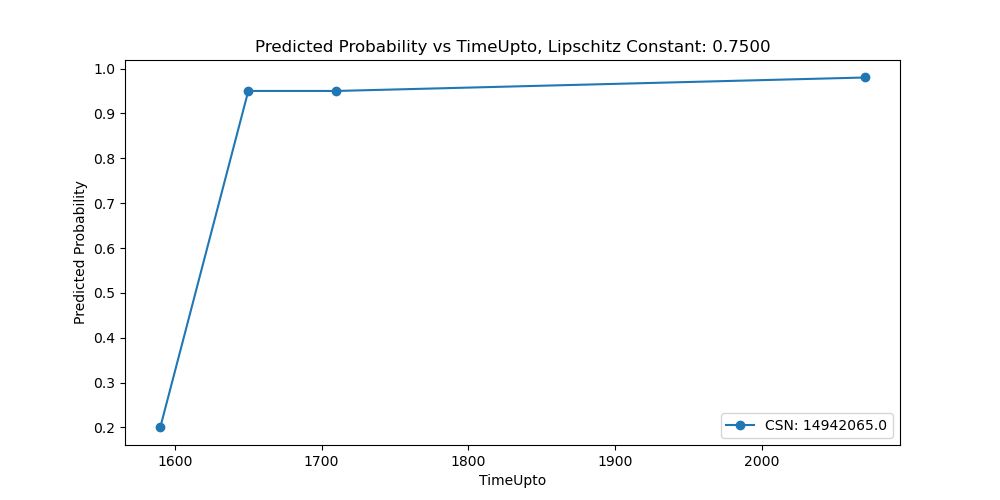 Predicted Probability vs TimeUpto, Lipschitz Constant: 0.7500
1.0
0.9
0.8
0.7
0.6
0.5
0.4
0.3
0.2
Predicted Probability
CSN: 14942065.0
1600 1700 1800 1900 2000
TimeUpto